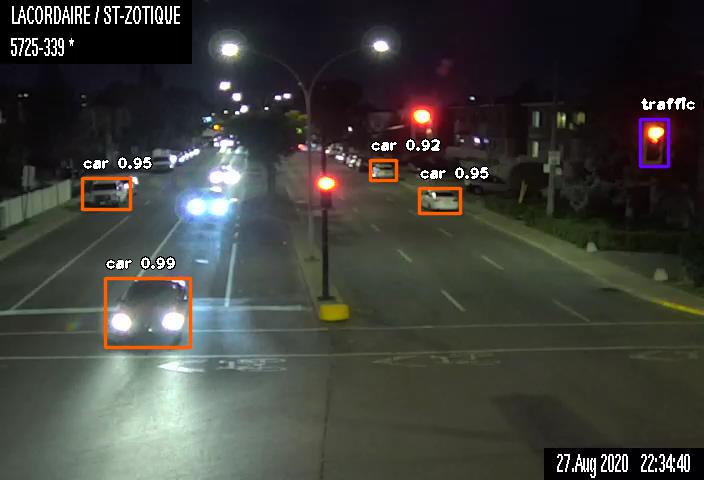 LACORDAIRE / ST-ZOTIQUE
5725-339 *
traffic
car 0.92
car 0.95
car 0.95
car 0.99
27.Aug 2020 22:34:40